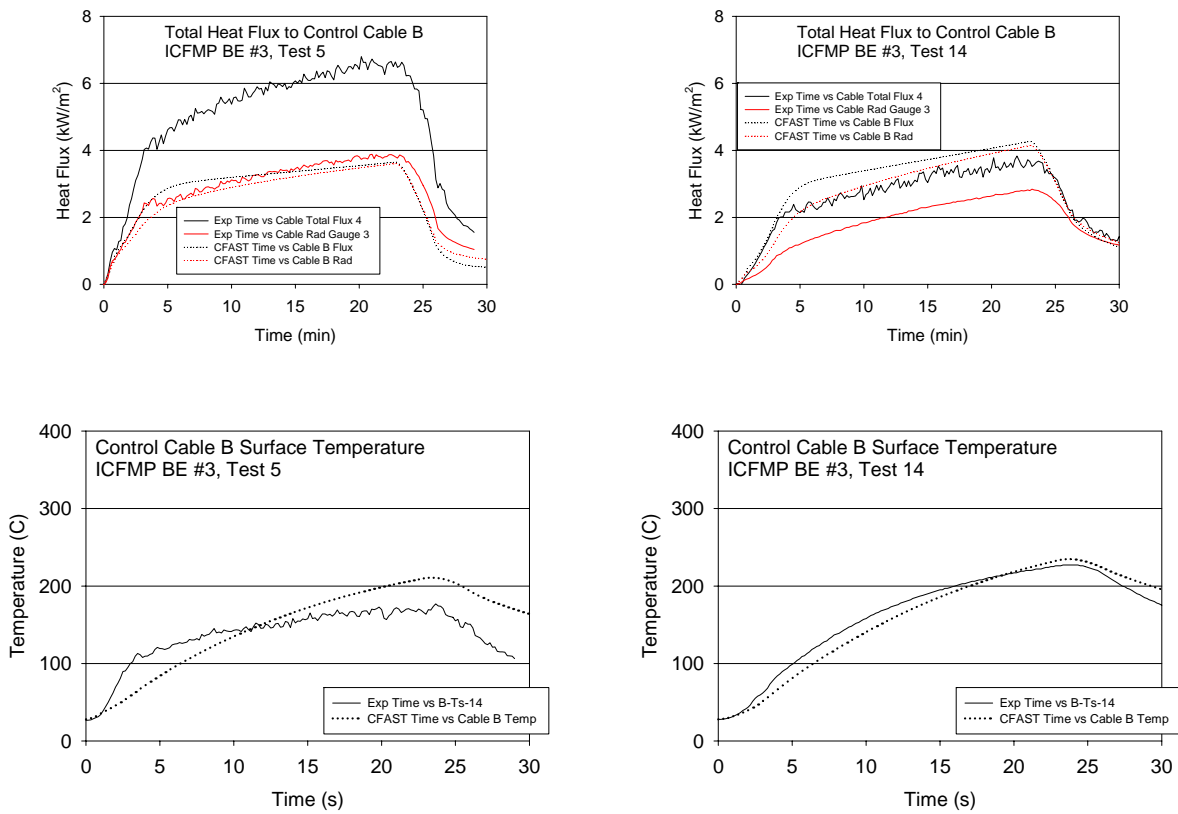 Total Heat Flux to Control Cable B
ICFMP BE #3, Test 5
Heat Flux (kW/m²)
8
6
4
2
0
Exp Time vs Cable Total Flux 4
Exp Time vs Cable Rad Gauge 3
CFAST Time vs Cable B Flux
CFAST Time vs Cable B Rad
0 5 10 15 20 25 30
Time (min)
Total Heat Flux to Control Cable B
ICFMP BE #3, Test 14
Heat Flux (kW/m²)
8
6
4
2
0
Exp Time vs Cable Total Flux 4
Exp Time vs Cable Rad Gauge 3
CFAST Time vs Cable B Flux
CFAST Time vs Cable B Rad
0 5 10 15 20 25 30
Time (min)
Control Cable B Surface Temperature
ICFMP BE #3, Test 5
Temperature (C)
400
300
200
100
0
Exp Time vs B-Ts-14
CFAST Time vs Cable B Temp
0 5 10 15 20 25 30
Time (s)
Control Cable B Surface Temperature
ICFMP BE #3, Test 14
Temperature (C)
400
300
200
100
0
Exp Time vs B-Ts-14
CFAST Time vs Cable B Temp
0 5 10 15 20 25 30
Time (s)